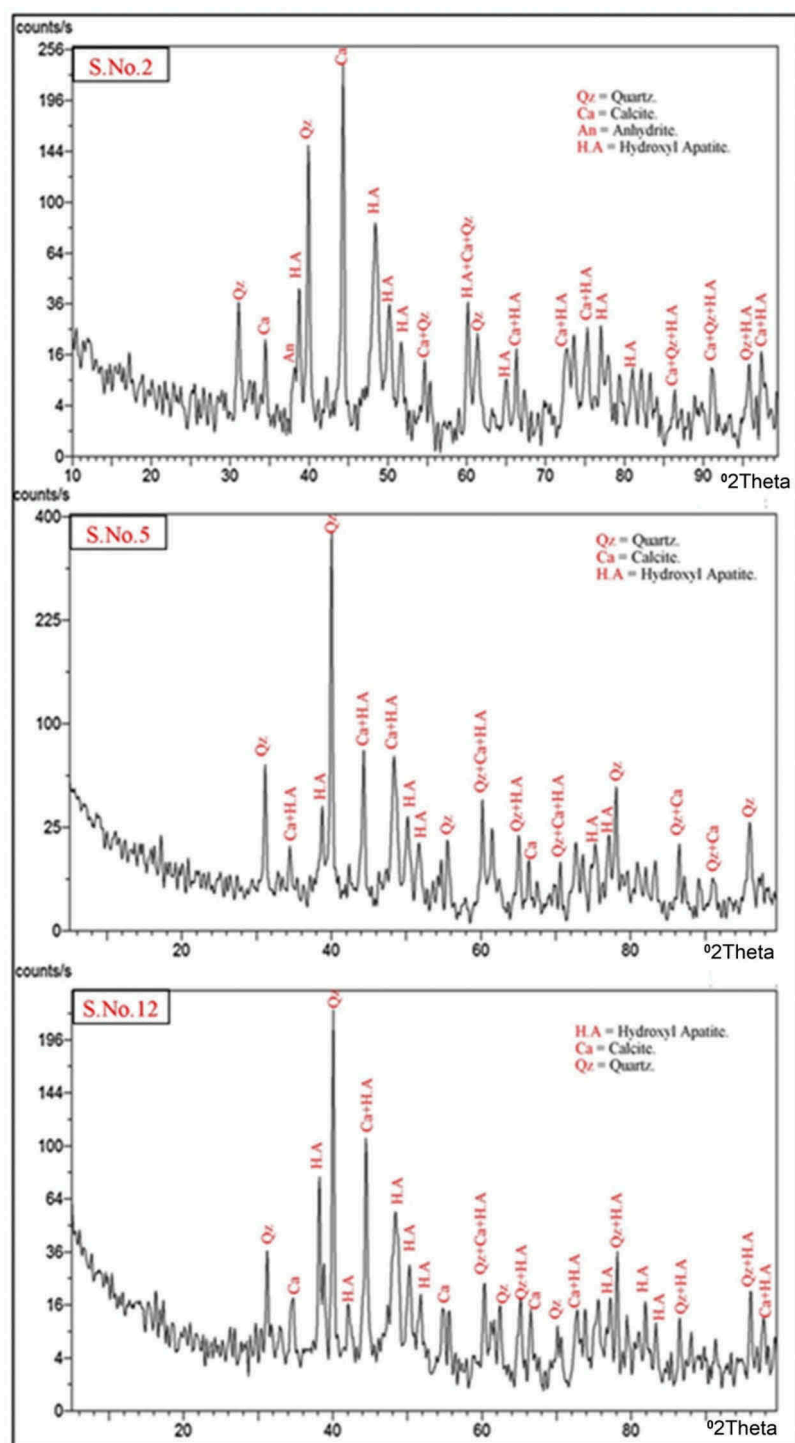 counts/s
S.No.2
256
196
144
100
64
36
16
4
0
Qz = Quartz.
Ca = Calcite.
An = Anhydrite.
H.A = Hydroxyl Apatite.
Qz
Ca
An
H.A
Qz
Ca
H.A
H.A
H.A
Ca+Qz
H.A+Ca+Qz
Qz
H.A
Ca+H.A
Ca+H.A
Ca+H.A
H.A
H.A
Ca+Qz+H.A
Ca+Qz+H.A
Qz+H.A
Ca+H.A
10 20 30 40 50 60 70 80 90 ⁰2Theta
counts/s
S.No.5
400
225
100
25
0
Qz = Quartz.
Ca = Calcite.
H.A = Hydroxyl Apatite.
Qz
Ca+H.A
H.A
Qz
Ca+H.A
Ca+H.A
H.A
H.A
Qz
Qz+Ca+H.A
Qz+H.A
Ca
Qz+Ca+H.A
H.A
H.A
Qz
Qz+Ca
Qz+Ca
Qz
20 40 60 80 ⁰2Theta
counts/s
S.No.12
196
144
100
64
36
16
4
0
H.A = Hydroxyl Apatite.
Ca = Calcite.
Qz = Quartz.
Qz
Ca
H.A
Qz
H.A
Ca+H.A
H.A
H.A
H.A
Ca
Qz+Ca+H.A
Qz
Qz+H.A
Ca
Qz
Ca+H.A
H.A
Qz+H.A
H.A
H.A
Qz+H.A
Qz+H.A
Ca+H.A
20 40 60 80 ⁰2Theta